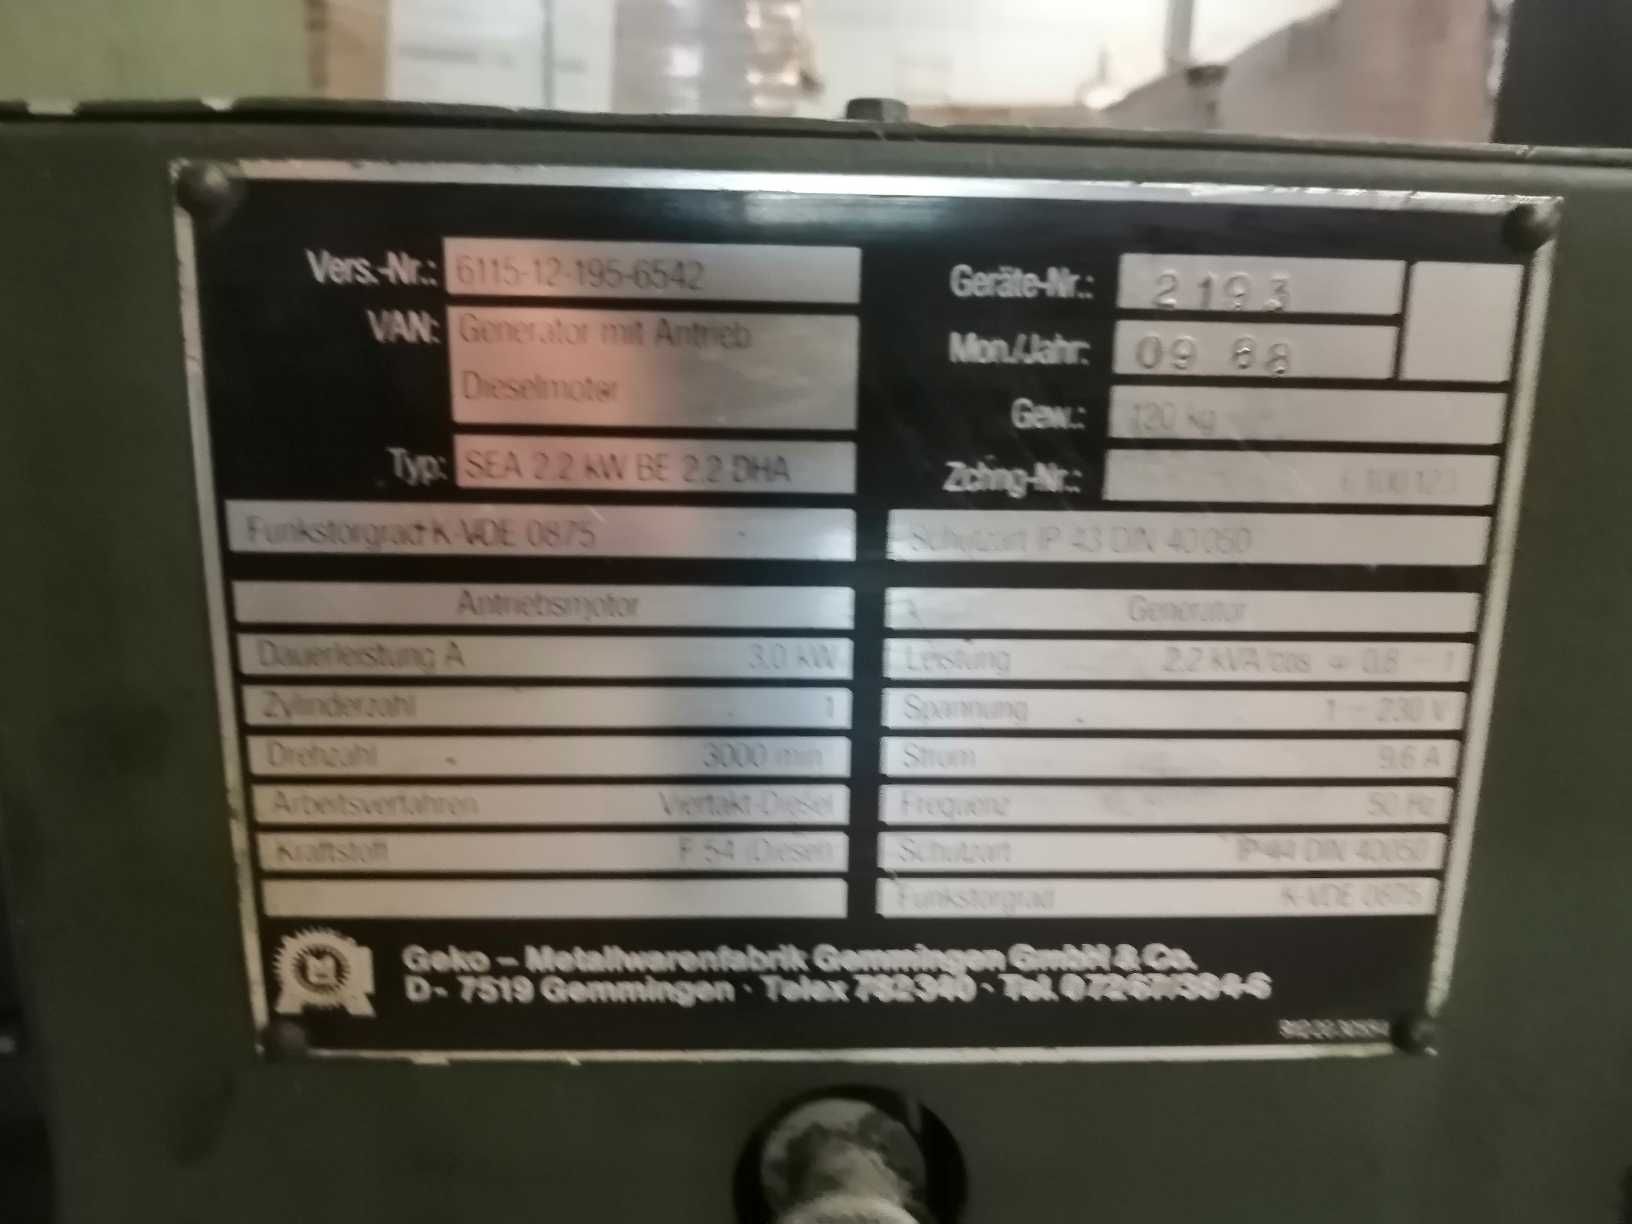 Vers.-Nr.: 6115-12-195-6542
VAN: Generator mit Antrieb
Dieselmotor
Typ: SEA 2.2 kW BE 2.2 DHA
Geräte-Nr.: 2193
Mon./Jahr: 09 88
Gew.: 120 kg
Zchng-Nr.:
Funkstörgrad K-VDE 0875
Schutzart IP 43 DIN 40050
Antriebsmotor
Dauerleistung A 3,0 kW
Zylinderzahl 1
Drehzahl 3000 min
Arbeitsverfahren Viertakt-Diesel
Kraftstoff F 54 (Diesel)
Generator
Leistung 2,2 kVA/cos φ 0,8 - 1
Spannung 1 ~ 230 V
Strom 9,6 A
Frequenz 50 Hz
Schutzart IP 44 DIN 40050
Funkstörgrad K-VDE 0875
Geko – Metallwarenfabrik Gemmingen GmbH & Co.
D- 7519 Gemmingen · Telex 782340 · Tel. 07267/384-6